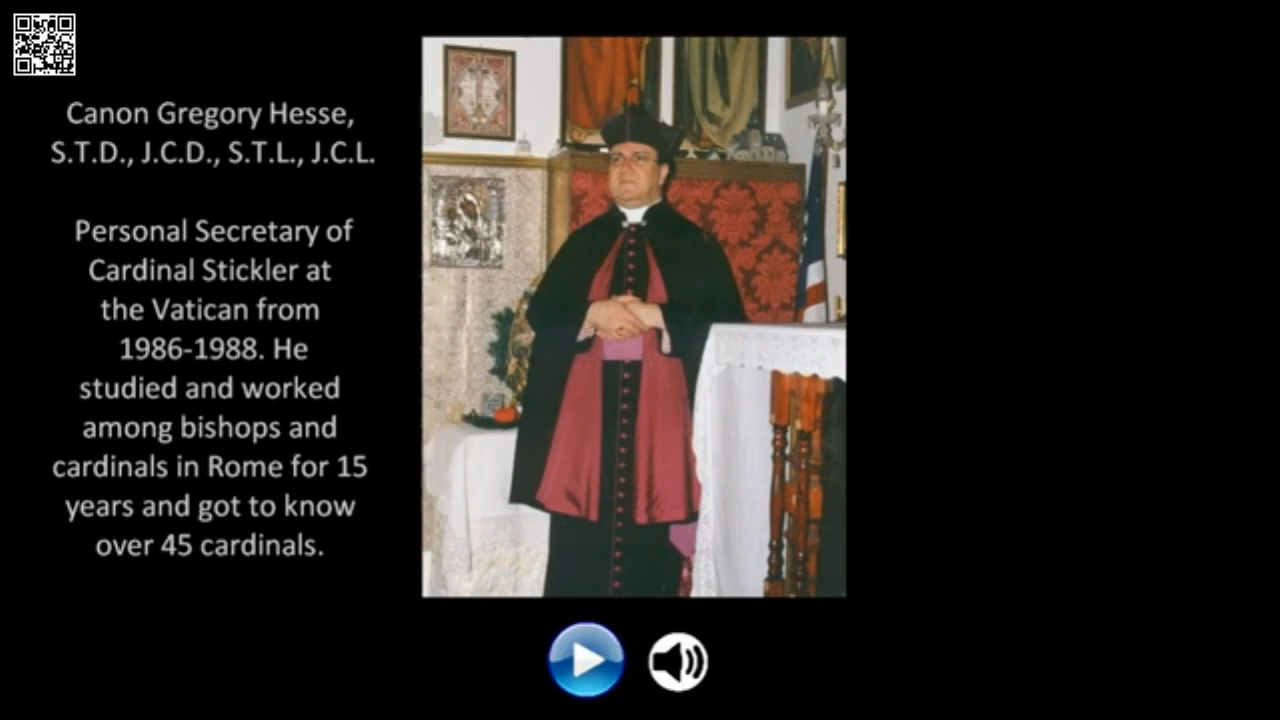 Canon Gregory Hesse,
S.T.D., J.C.D., S.T.L., J.C.L.
Personal Secretary of
Cardinal Stickler at
the Vatican from
1986-1988. He
studied and worked
among bishops and
cardinals in Rome for 15
years and got to know
over 45 cardinals.